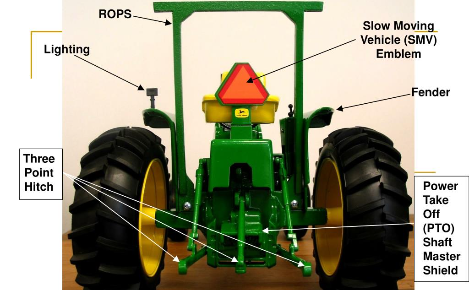 ROPS
Slow Moving
Vehicle (SMV)
Emblem
Lighting
Fender
Three
Point
Hitch
Power
Take
Off
(PTO)
Shaft
Master
Shield